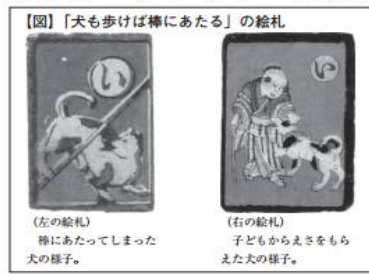 【図】「犬も歩けば棒にあたる」の絵札
い
い
（左の絵札）
棒にあたってしまった
犬の様子。
（右の絵札）
子どもからえさをもら
えた犬の様子。